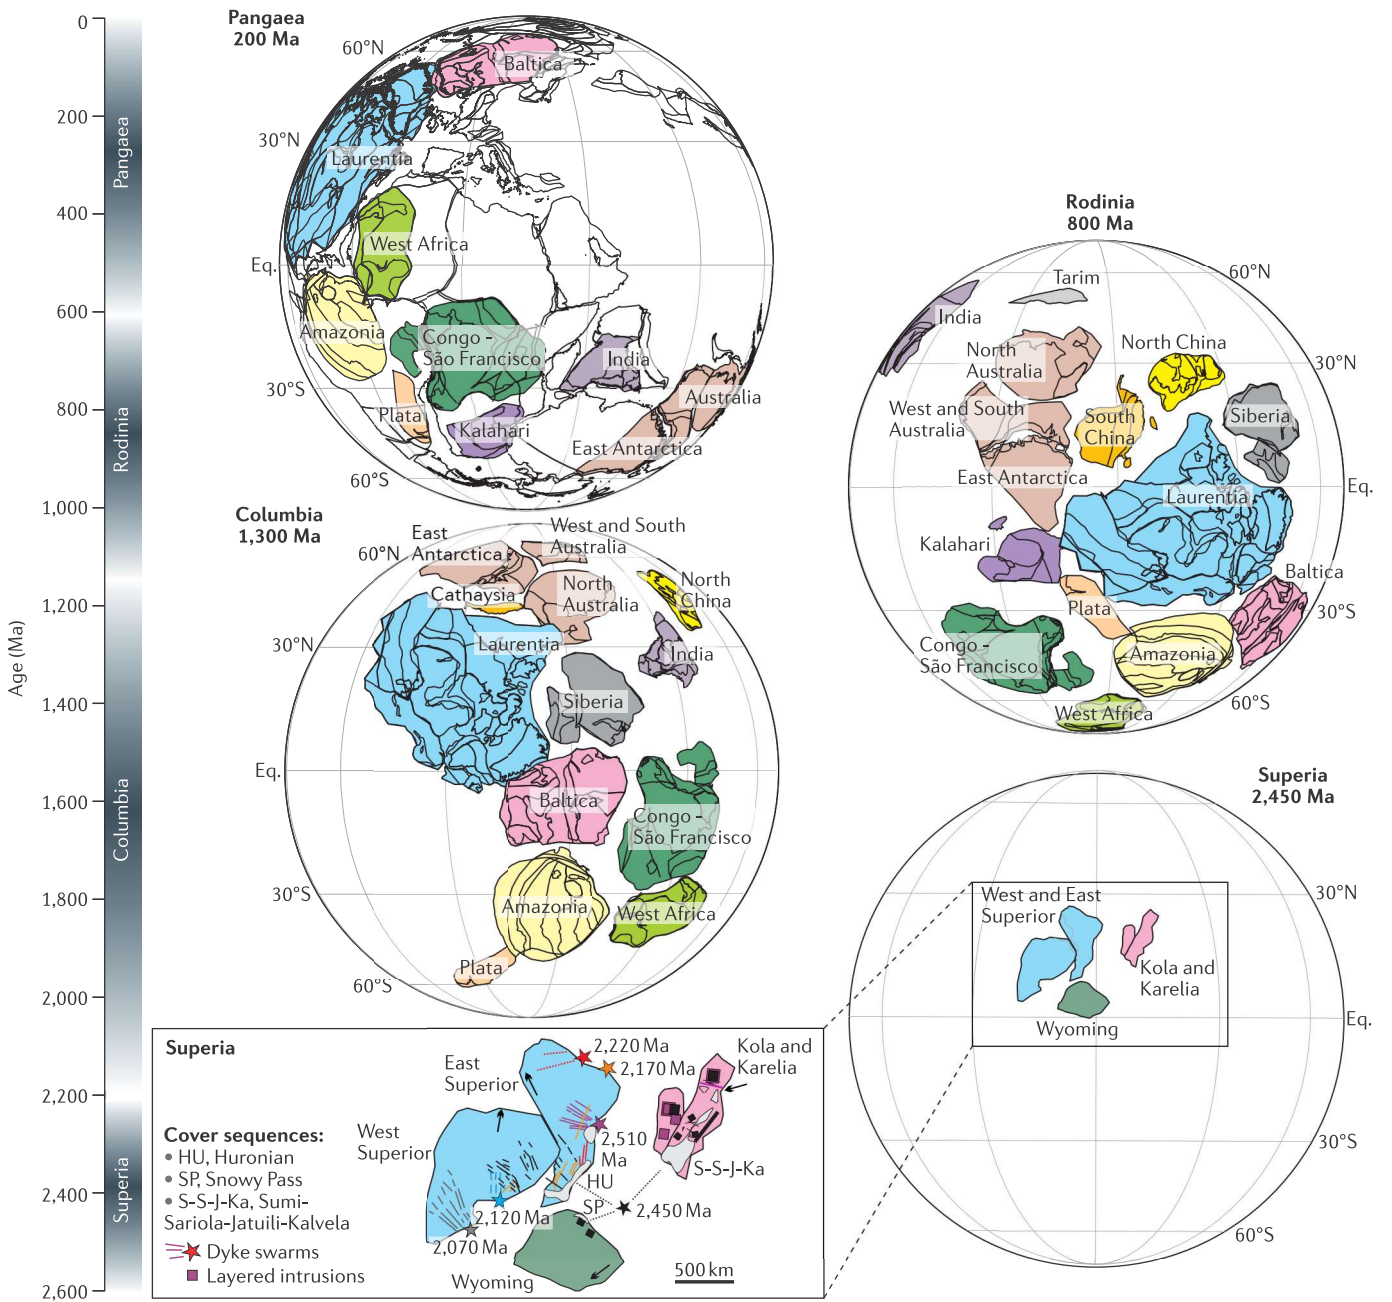 Age (Ma)
0
200
400
600
800
1,000
1,200
1,400
1,600
1,800
2,000
2,200
2,400
2,600
Pangaea
Rodinia
Columbia
Superia
Pangaea
200 Ma
60°N
30°N
Eq.
30°S
60°S
Baltica
Laurentia
West Africa
Amazonia
Congo -
São Francisco
India
Plata
Kalahari
Australia
East Antarctica
Rodinia
800 Ma
60°N
30°N
Eq.
30°S
60°S
Tarim
India
North
Australia
North China
West and South
Australia
South
China
Siberia
East Antarctica
Laurentia
Kalahari
Baltica
Plata
Congo -
São Francisco
Amazonia
West Africa
Columbia
1,300 Ma
60°N
30°N
Eq.
30°S
60°S
East
Antarctica
West and South
Australia
Cathaysia
North
Australia
North
China
Laurentia
India
Siberia
Baltica
Congo -
São Francisco
Amazonia
West Africa
Plata
Superia
2,450 Ma
30°N
Eq.
30°S
60°S
West and East
Superior
Kola and
Karelia
Wyoming
Superia
East
Superior
2,220 Ma
2,170 Ma
Kola and
Karelia
West
Superior
2,510
Ma
S-S-J-Ka
HU
SP
2,450 Ma
2,120 Ma
2,070 Ma
Wyoming
500 km
Cover sequences:
• HU, Huronian
• SP, Snowy Pass
• S-S-J-Ka, Sumi-
Sariola-Jatuili-Kalvela
Dyke swarms
Layered intrusions